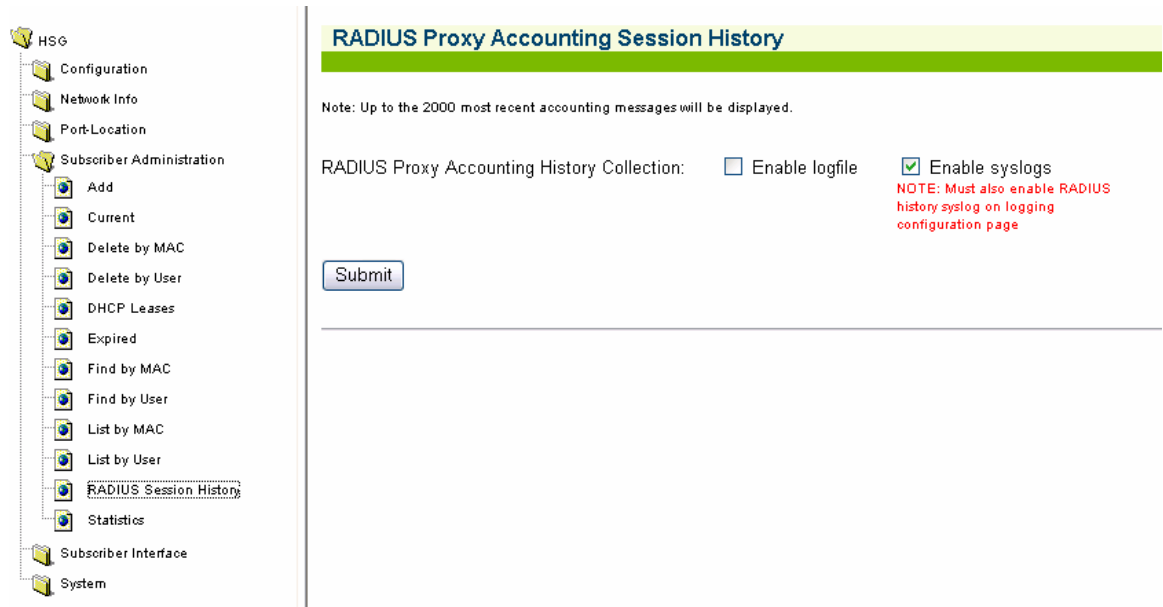 HSG
Configuration
Network Info
Port-Location
Subscriber Administration
Add
Current
Delete by MAC
Delete by User
DHCP Leases
Expired
Find by MAC
Find by User
List by MAC
List by User
RADIUS Session History
Statistics
Subscriber Interface
System
RADIUS Proxy Accounting Session History
Note: Up to the 2000 most recent accounting messages will be displayed.
RADIUS Proxy Accounting History Collection: Enable logfile Enable syslogs
NOTE: Must also enable RADIUS
history syslog on logging
configuration page
Submit